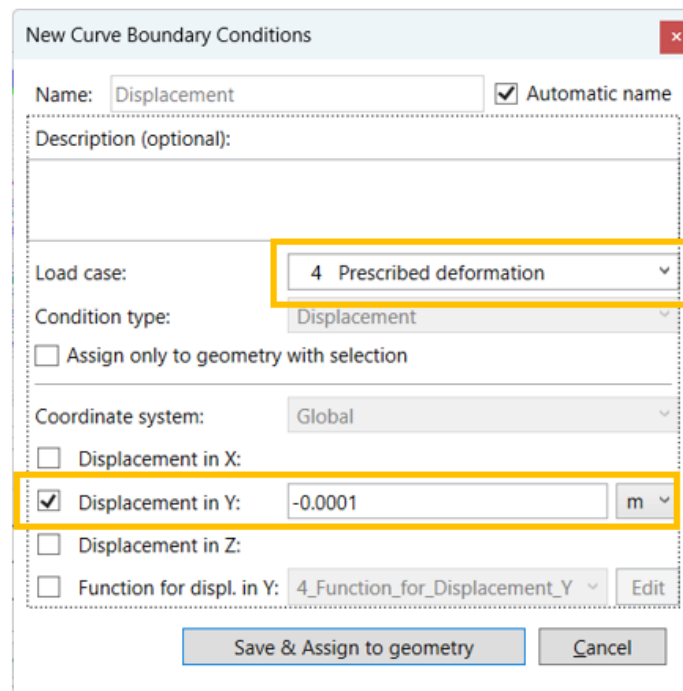 New Curve Boundary Conditions
Name: Displacement Automatic name
Description (optional):
Load case: 4 Prescribed deformation
Condition type: Displacement
Assign only to geometry with selection
Coordinate system: Global
Displacement in X:
Displacement in Y: -0.0001 m
Displacement in Z:
Function for displ. in Y: 4_Function_for_Displacement_Y Edit
Save & Assign to geometry Cancel